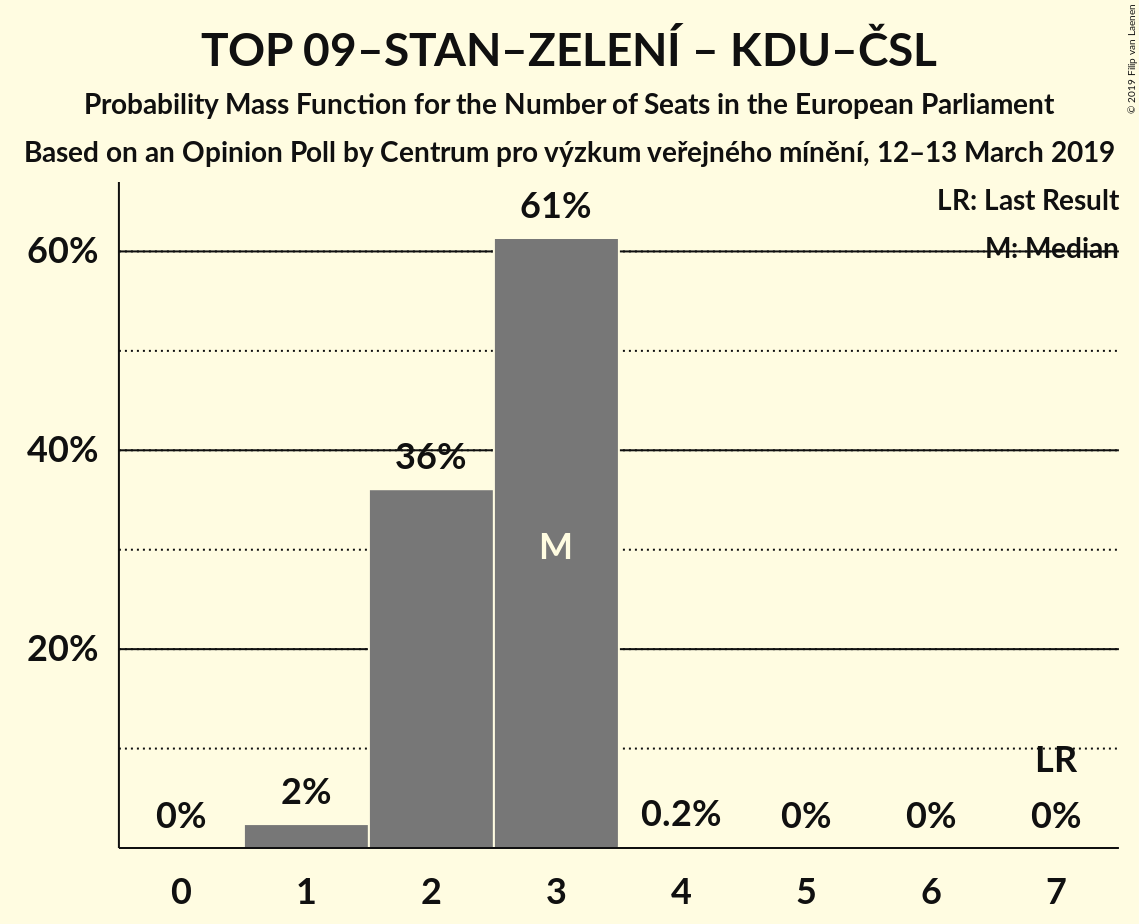 TOP 09–STAN–ZELENÍ – KDU–ČSL
Probability Mass Function for the Number of Seats in the European Parliament
Based on an Opinion Poll by Centrum pro výzkum veřejného mínění, 12–13 March 2019
© 2019 Filip van Laenen
LR: Last Result
M: Median
60%
40%
20%
0%
2%
36%
61%
M
0.2%
0%
0%
LR
0%
0 1 2 3 4 5 6 7